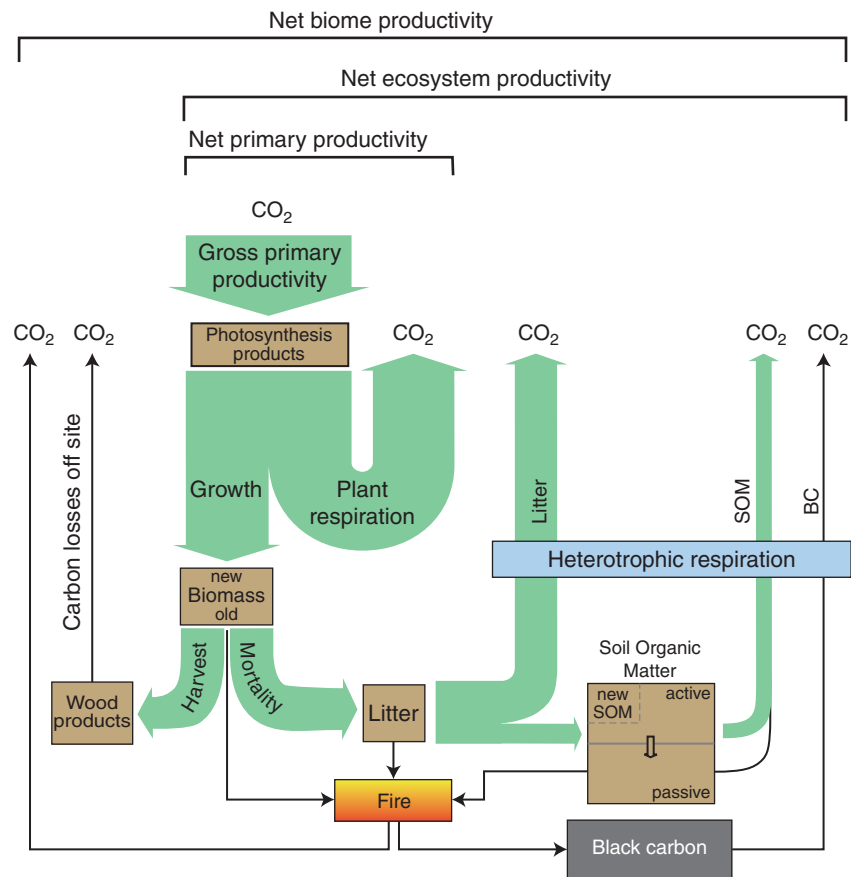 Net biome productivity
Net ecosystem productivity
Net primary productivity
CO2
Gross primary
productivity
CO2 CO2
Photosynthesis
products
CO2
CO2
CO2 CO2
Carbon losses off site
Growth
Plant
respiration
Litter
SOM
BC
Heterotrophic respiration
new
Biomass
old
Harvest
Mortality
Soil Organic
Matter
Wood
products
Litter
new
SOM
active
passive
Fire
Black carbon